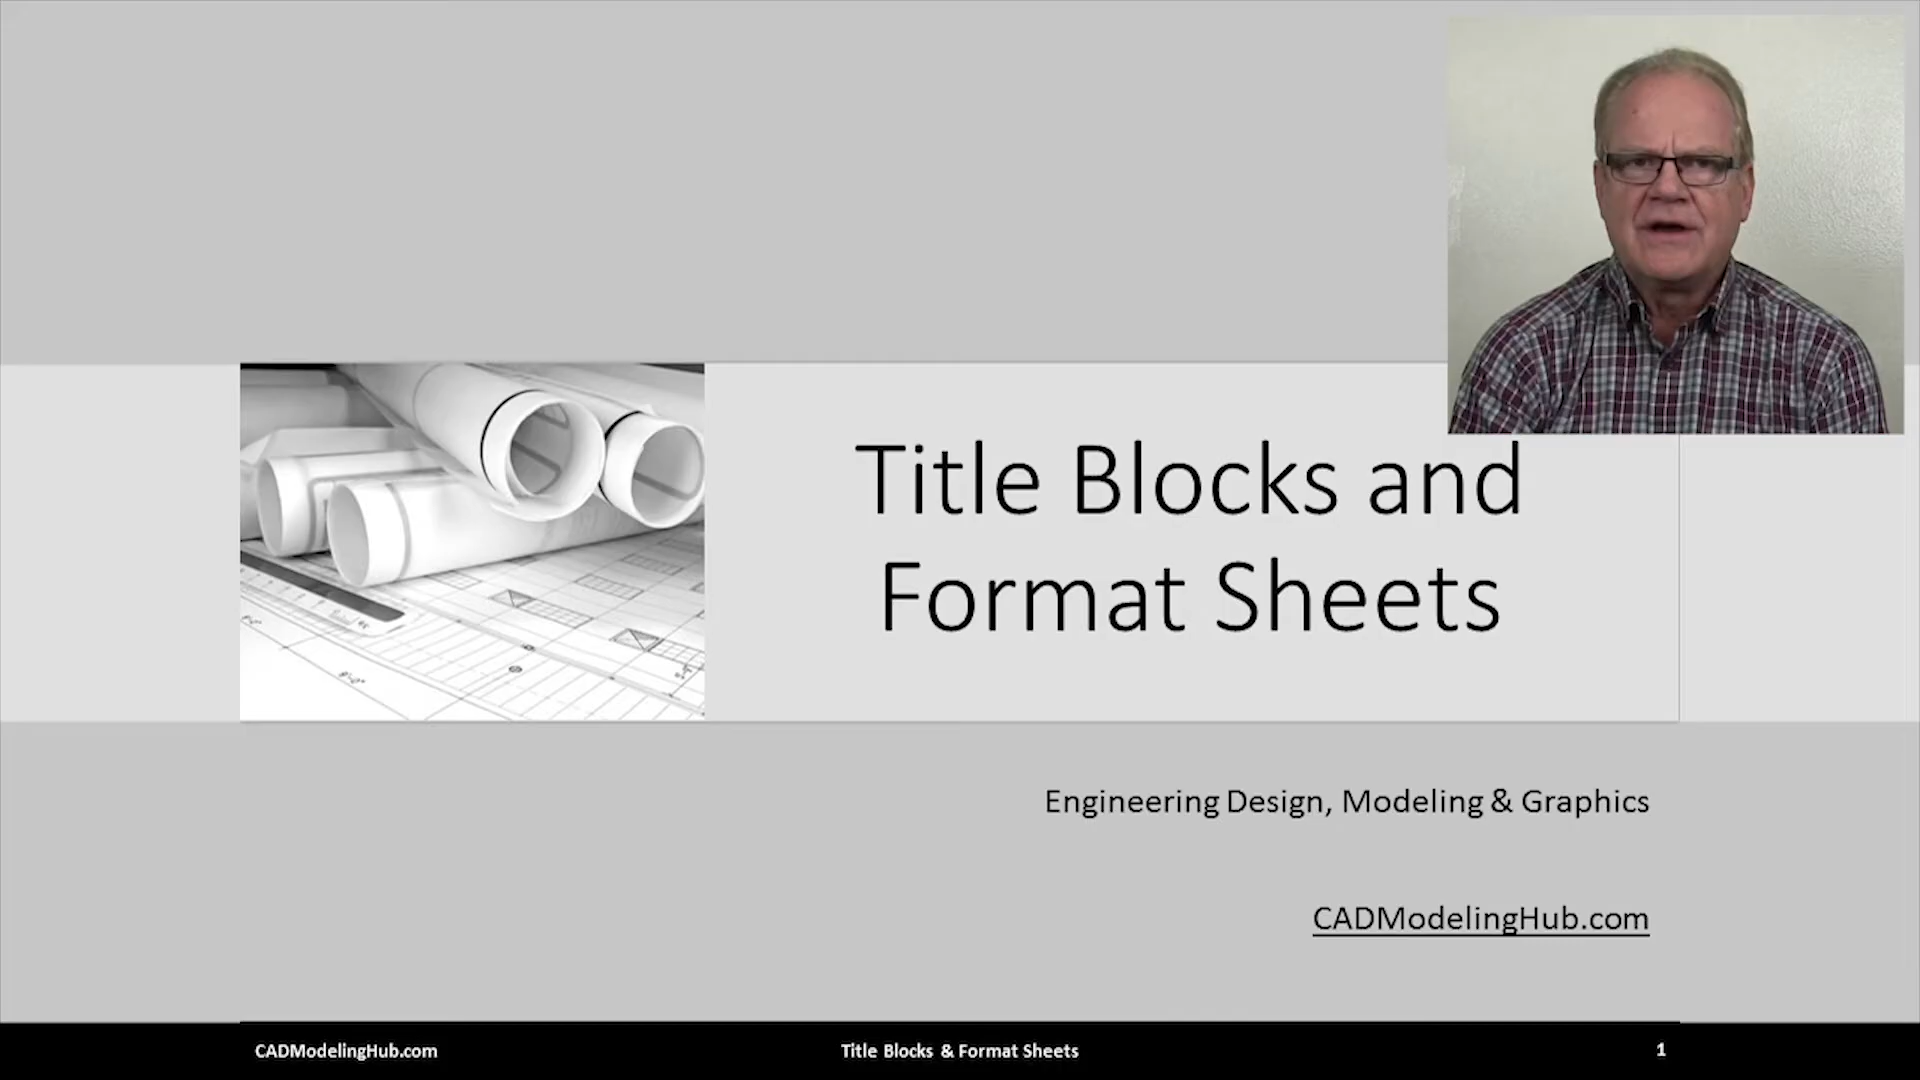 Title Blocks and
Format Sheets
Engineering Design, Modeling & Graphics
CADModelingHub.com
CADModelingHub.com
Title Blocks & Format Sheets
1